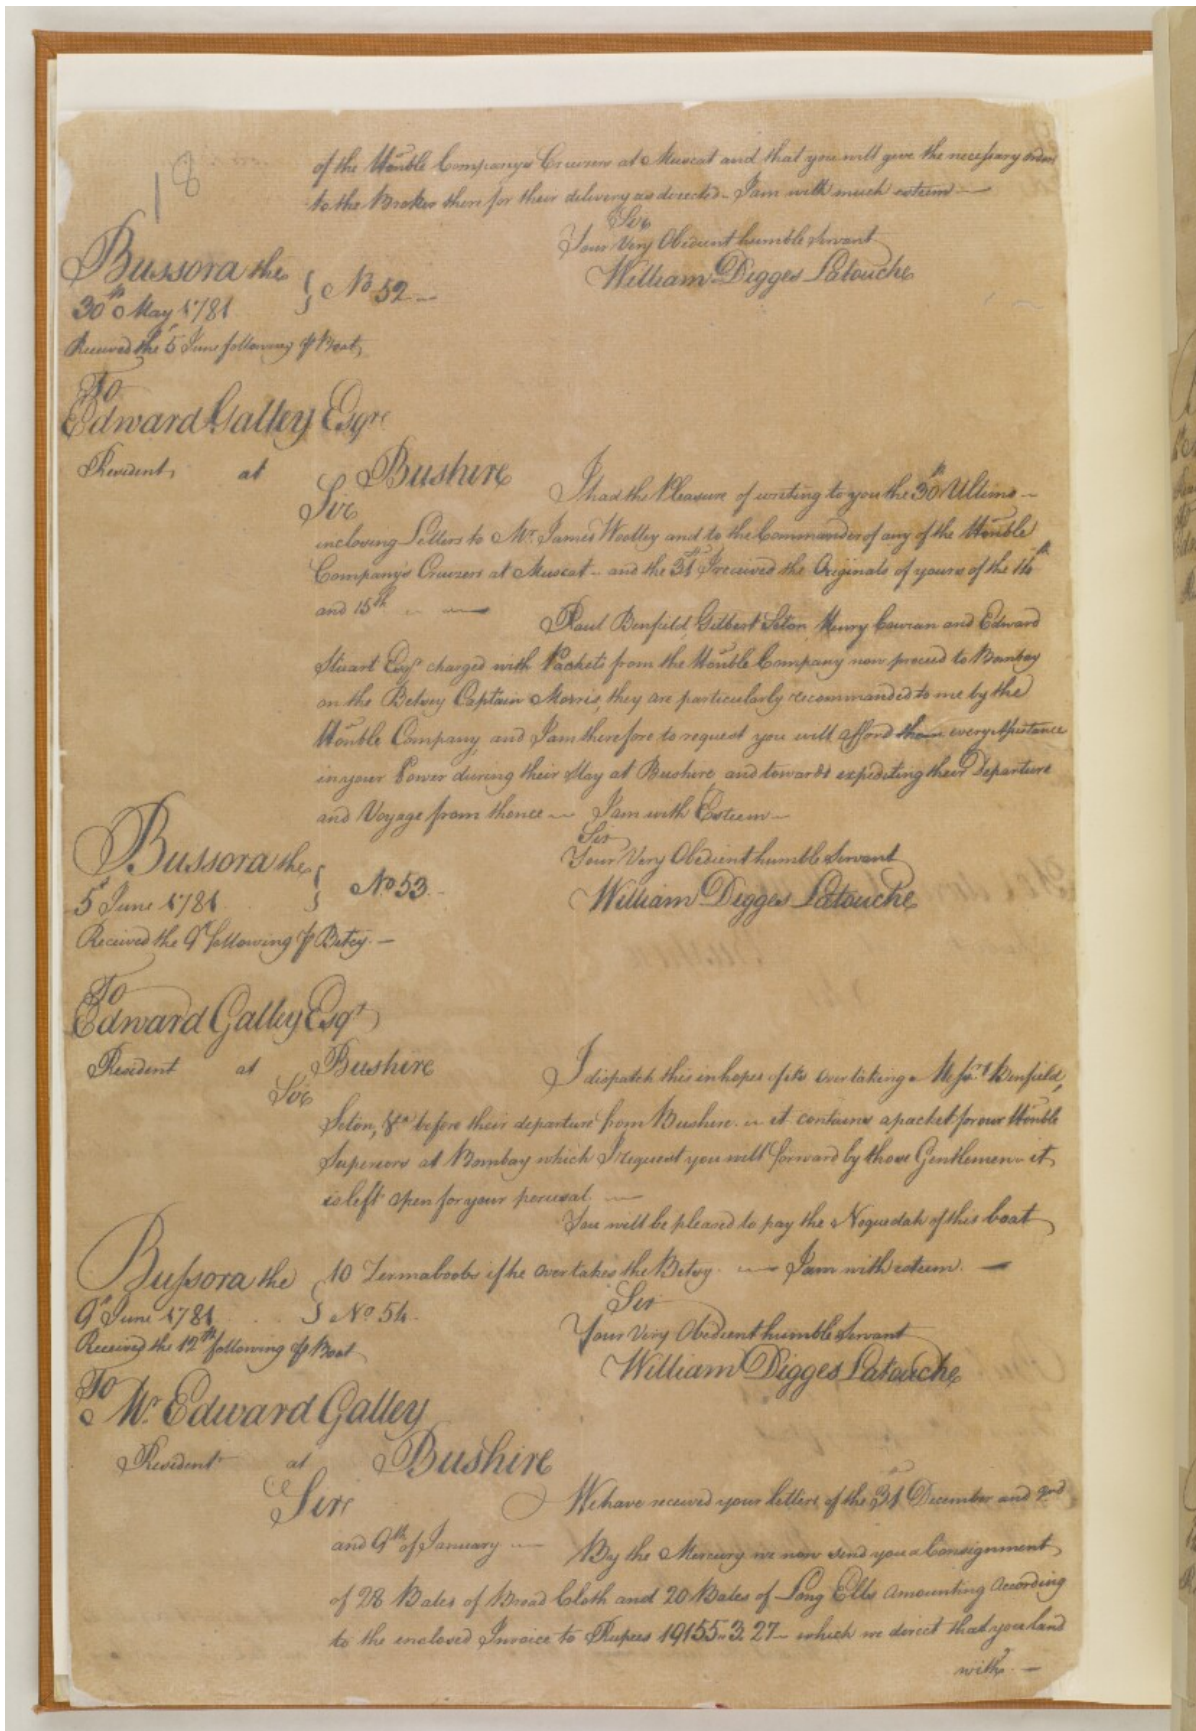 18
of the Honble Company's Cruisers at Muscat and that you will give the necessary orders
to the Broker there for their delivery as directed – I am with much esteem —
Sir
Your Very Obedient humble Servant
William Digges Latouche
Bussora the
30th May 1781
} No 52 –
Received the 5 June following ⅌ Boat
To
Edward Galley Esqre
Resident at Bushire
Sir
I had the Pleasure of writing to you the 30th Ultimo –
inclosing Letters to Mr James Woolley and to the Commander of any of the Honble
Company's Cruizers at Muscat – and the 31st I received the Originals of yours of the 14th
and 15th – —
Paul Benfield, Gilbert Seton, Henry Cowran and Edward
Stuart Esqrs charged with Packets from the Honble Company now proceed to Bombay
on the Betsey Captain Morris, they are particularly recommanded to me by the
Honble Company, and I am therefore to request you will afford them every Assistance
in your Power during their stay at Bushire, and towards expediting their Departure
and Voyage from thence – I am with Esteem –
Sir
Your Very Obedient humble Servant
William Digges Latouche
Bussora the
5th June 1781
} No 53 –
Received the 9th following ⅌ Betsy. –
To
Edward Galley Esqr
Resident at Bushire
Sir
I dispatch this in hopes of its overtaking Messrs Benfield,
Seton, &ca before their departure from Bushire. – it contains a packet for our Honble
Superiors at Bombay which I request you will forward by those Gentlemen – it
is left open for your perusal. —
You will be pleased to pay the Noquedah of this boat
10 Zermaboobs if he overtakes the Betsey. — I am with esteem. —
Sir
Your Very Obedient humble Servant
William Digges Latouche
Bussora the
9th June 1781
} No 54.
Received the 12th following ⅌ Boat
To
Mr Edward Galley
Resident at Bushire
Sir
We have received your letters of the 31st December and 2nd
and 9th of January — By the Mercury we now send you a Consignment
of 28 Bales of Broad Cloth and 20 Bales of Long Ells Amounting According
to the enclosed Invoice to Rupees 19155 „ 3. 27 – which we direct that you land
with. —